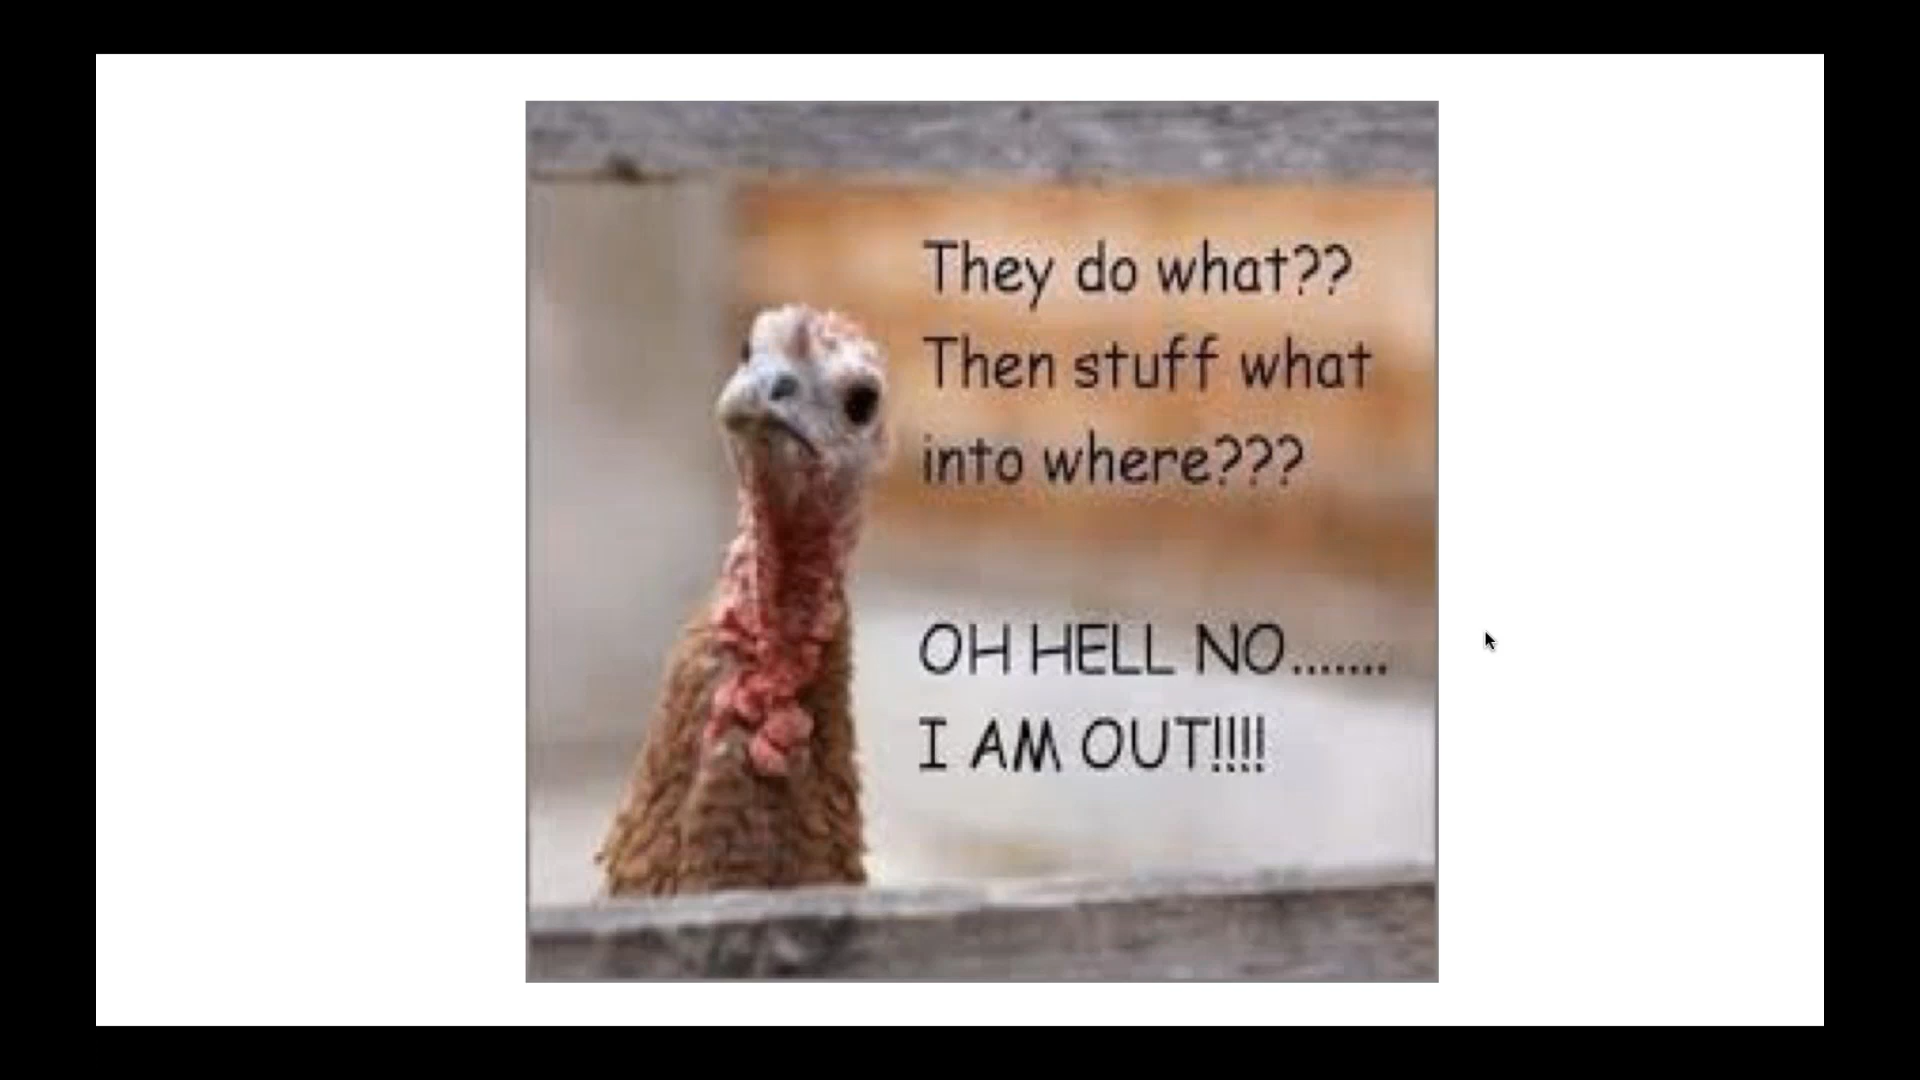 They do what??
Then stuff what
into where???
OH HELL NO.......
I AM OUT!!!!